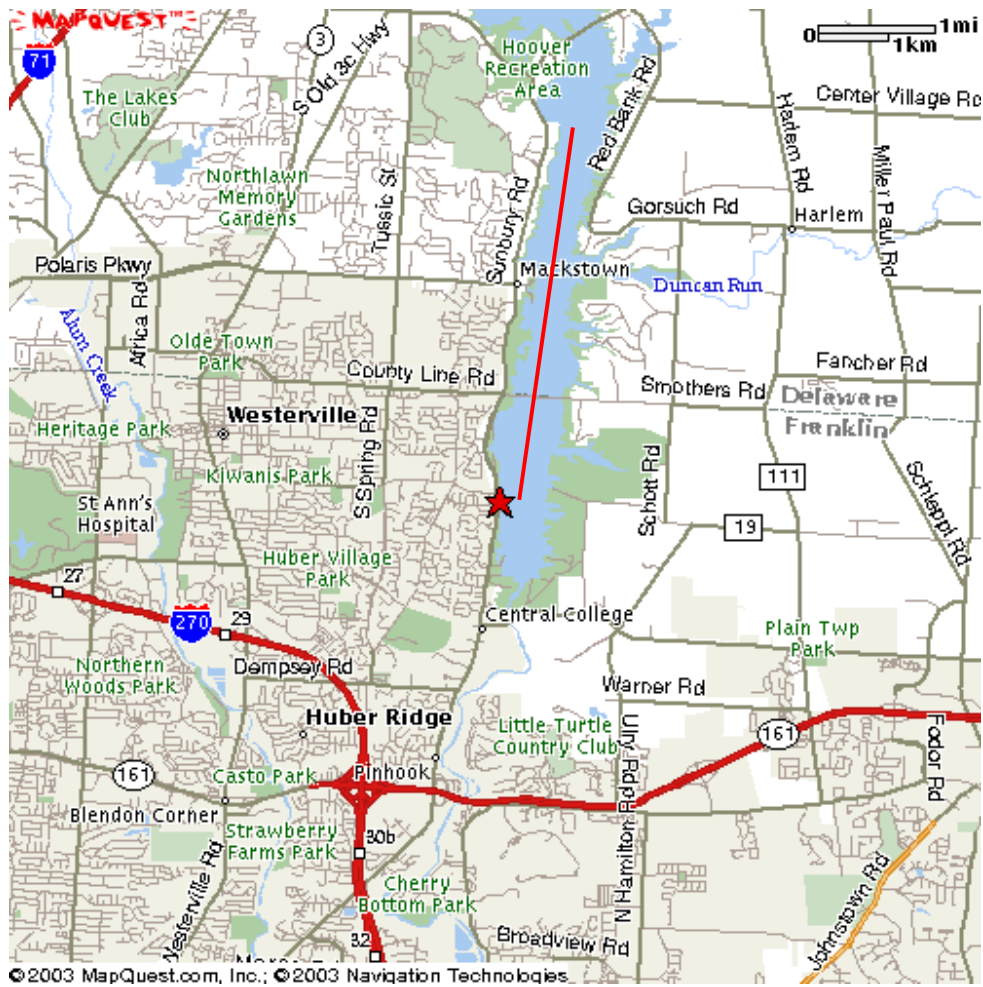 MAPQUEST™
71
3
S Old 3c Hwy
Hoover
Recreation
Area
0 1mi
1km
The Lakes
Club
Center Village Rd
Red Bank Rd
Harlem Rd
Miller Paul Rd
Northlawn
Memory
Gardens
Tussic St
Sunbury Rd
Gorsuch Rd
Harlem
Polaris Pkwy
Mackstown
Duncan Run
Africa Rd
Alum Creek
Olde Town
Park
County Line Rd
Fancher Rd
Smothers Rd
Delaware
Franklin
Westerville
Heritage Park
S Spring Rd
Kiwanis Park
Schott Rd
111
Schleppi Rd
St Ann's
Hospital
19
Huber Village
Park
27
270
29
Central College
Plain Twp
Park
Dempsey Rd
Northern
Woods Park
Warner Rd
Huber Ridge
Little Turtle
Country Club
Ulry Rd
161
Fodor Rd
161
Casto Park
Pinhook
Blendon Corner
N Hamilton Rd
Strawberry
Farms Park
30b
Westerville Rd
Cherry
Bottom Park
Johnstown Rd
32
Broadview Rd
©2003 MapQuest.com, Inc.; ©2003 Navigation Technologies